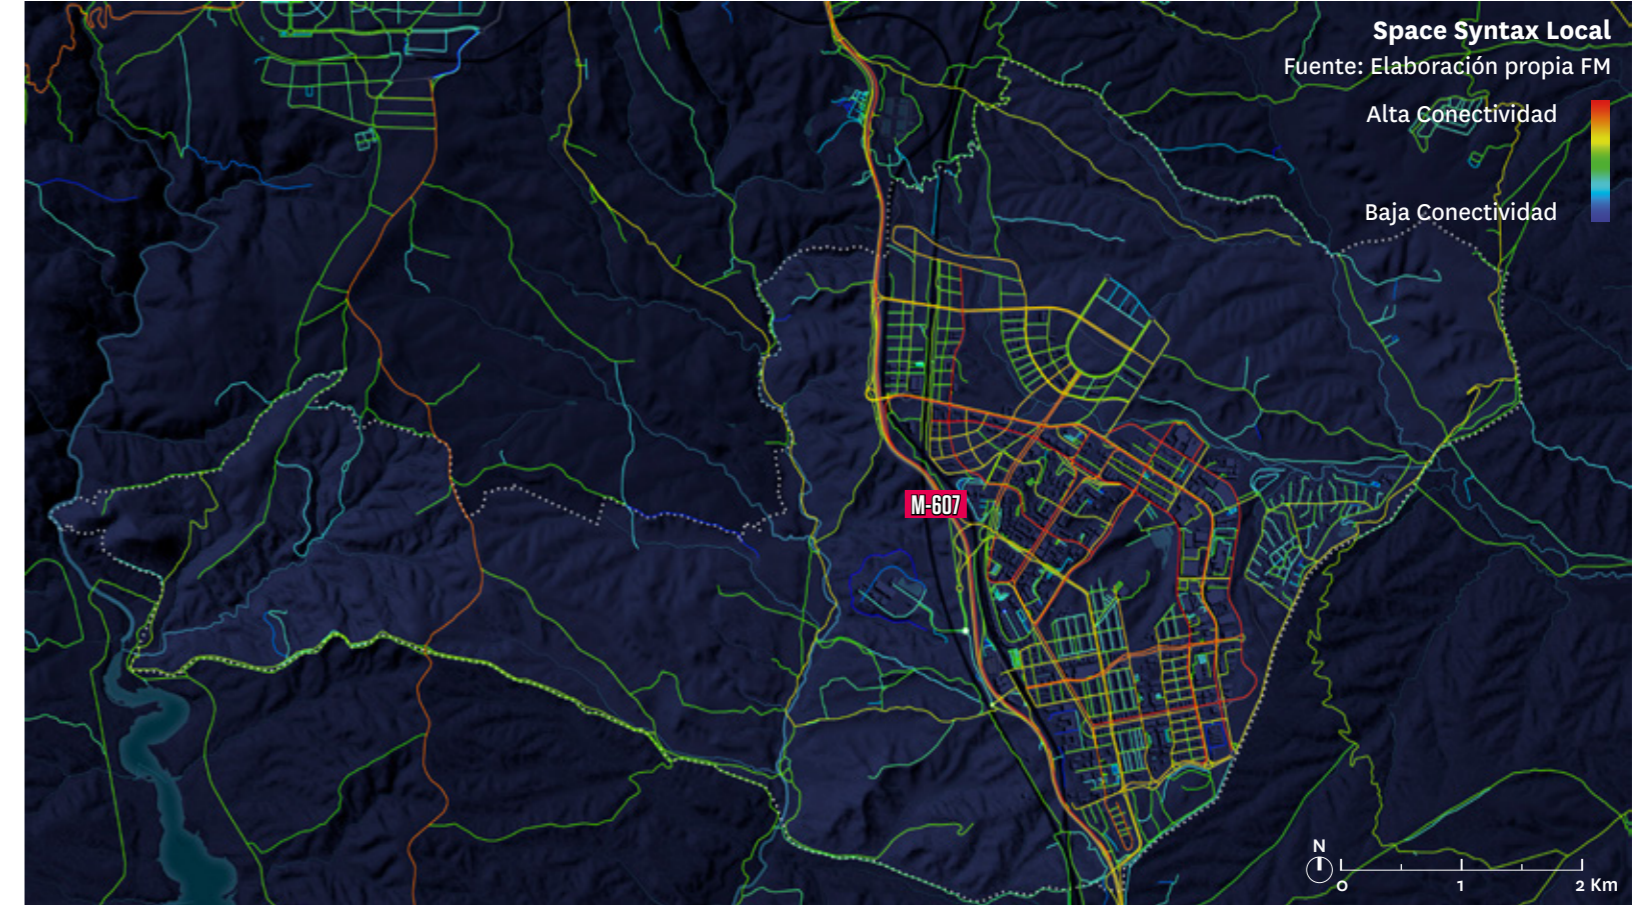 Space Syntax Local
Fuente: Elaboración propia FM
Alta Conectividad
Baja Conectividad
M-607
N
0 1 2 Km